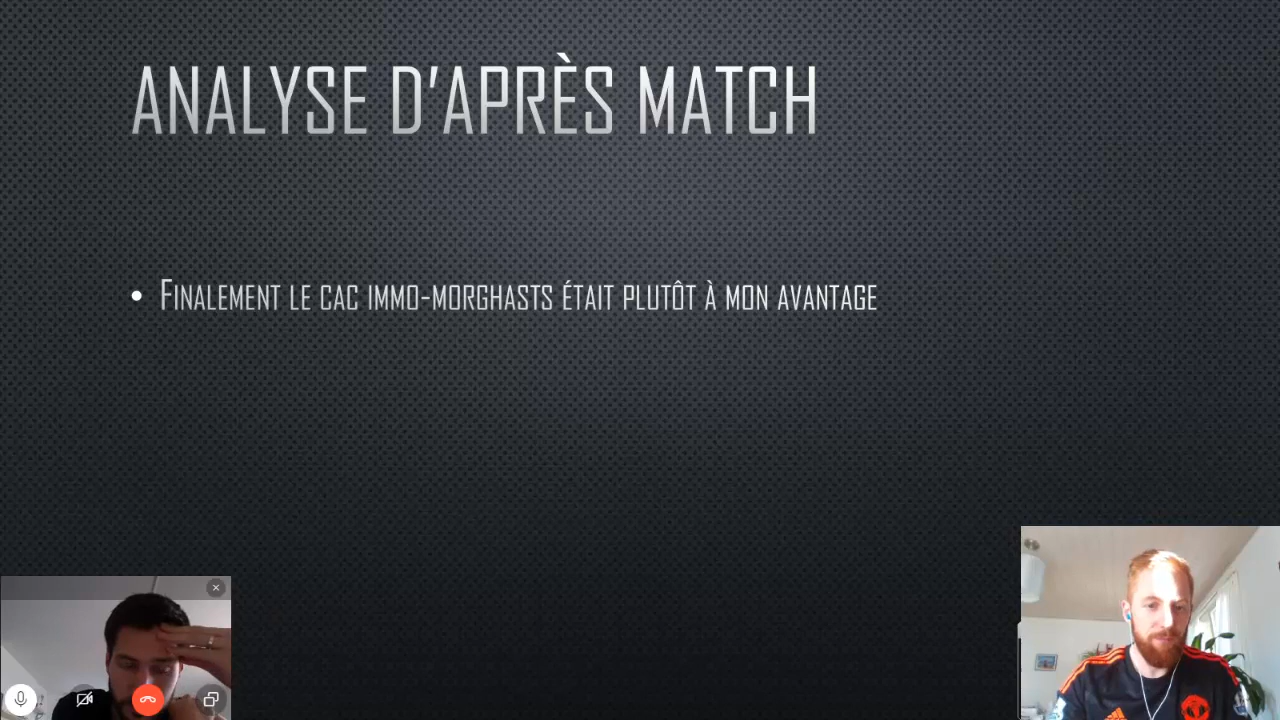 ANALYSE D'APRÈS MATCH
• FINALEMENT LE CAC IMMO-MORGHASTS ÉTAIT PLUTÔT À MON AVANTAGE